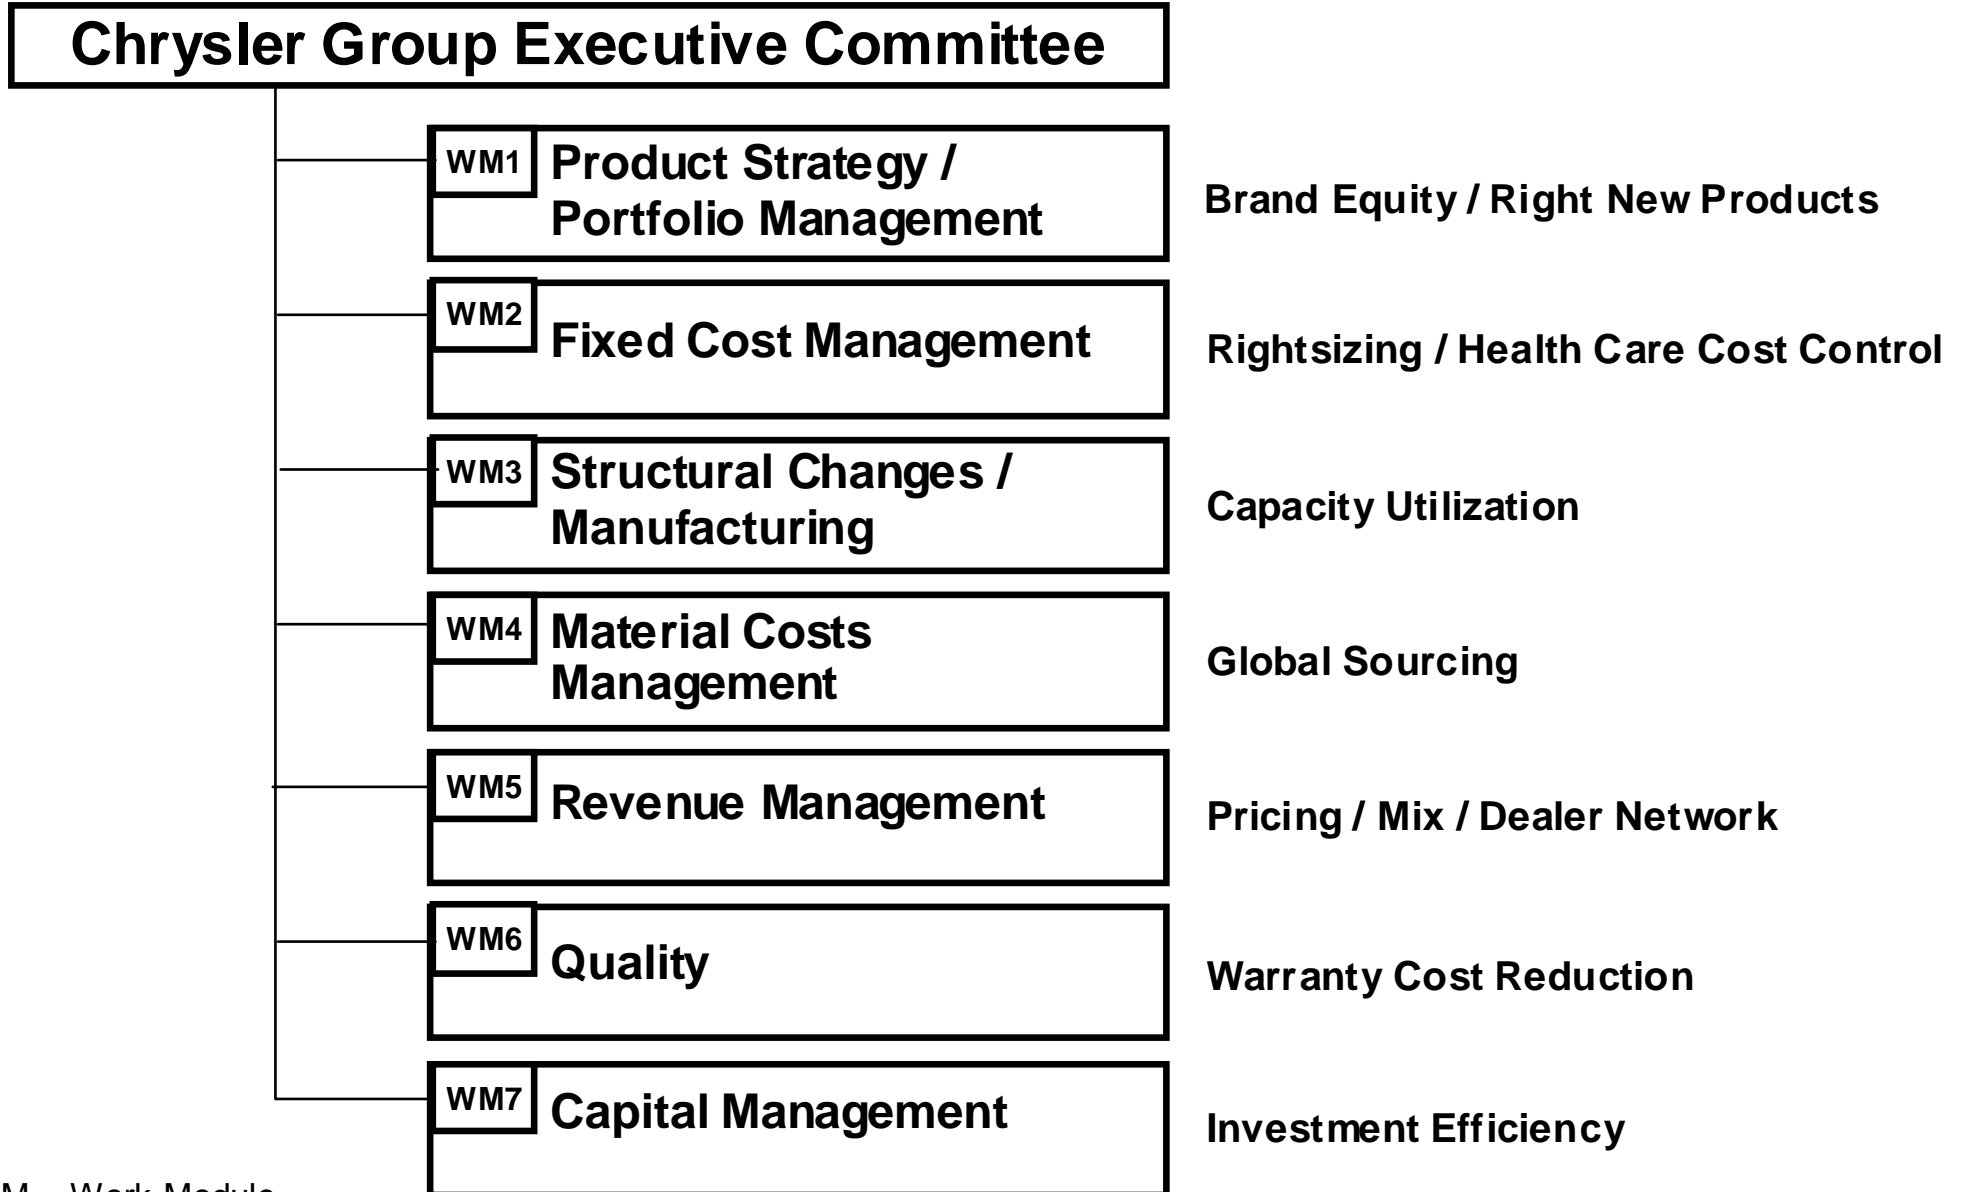 Chrysler Group Executive Committee
WM1
Product Strategy /
Portfolio Management
Brand Equity / Right New Products
WM2
Fixed Cost Management
Rightsizing / Health Care Cost Control
WM3
Structural Changes /
Manufacturing
Capacity Utilization
WM4
Material Costs
Management
Global Sourcing
WM5
Revenue Management
Pricing / Mix / Dealer Network
WM6
Quality
Warranty Cost Reduction
WM7
Capital Management
Investment Efficiency
Work Module